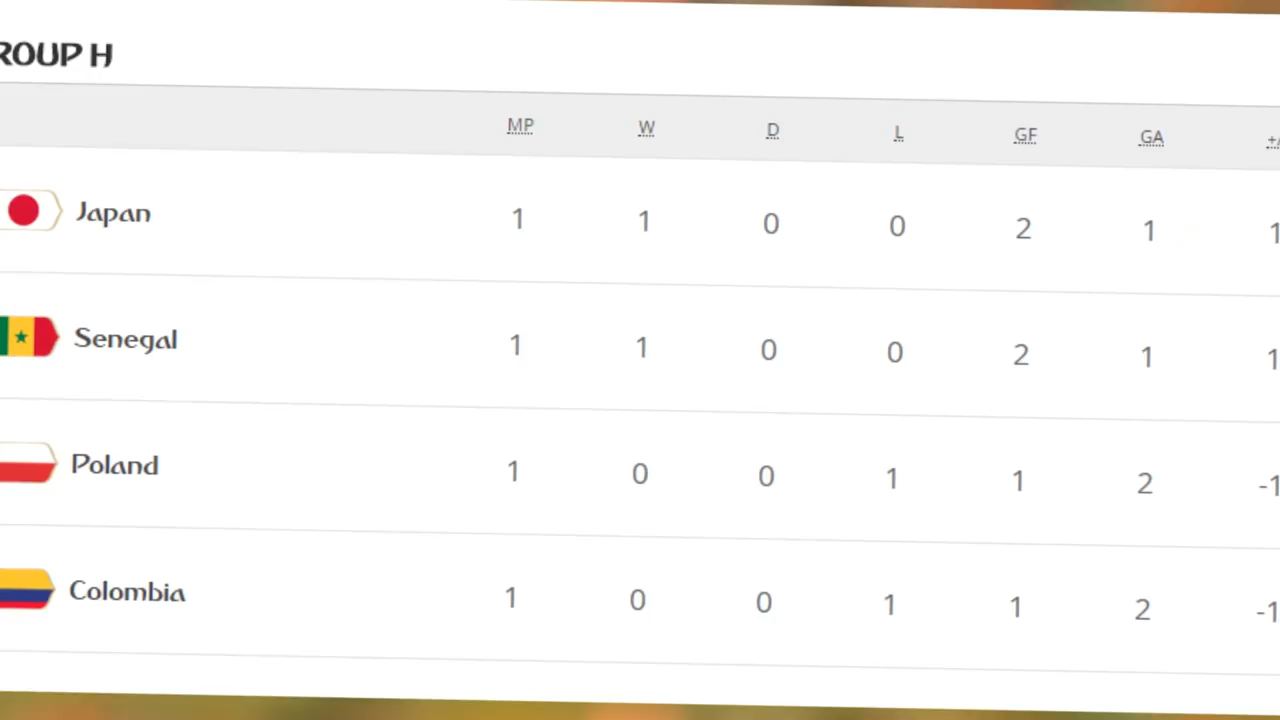 ROUP H
MP W D L GF GA +/
Japan 1 1 0 0 2 1 1
Senegal 1 1 0 0 2 1 1
Poland 1 0 0 1 1 2 -1
Colombia 1 0 0 1 1 2 -1